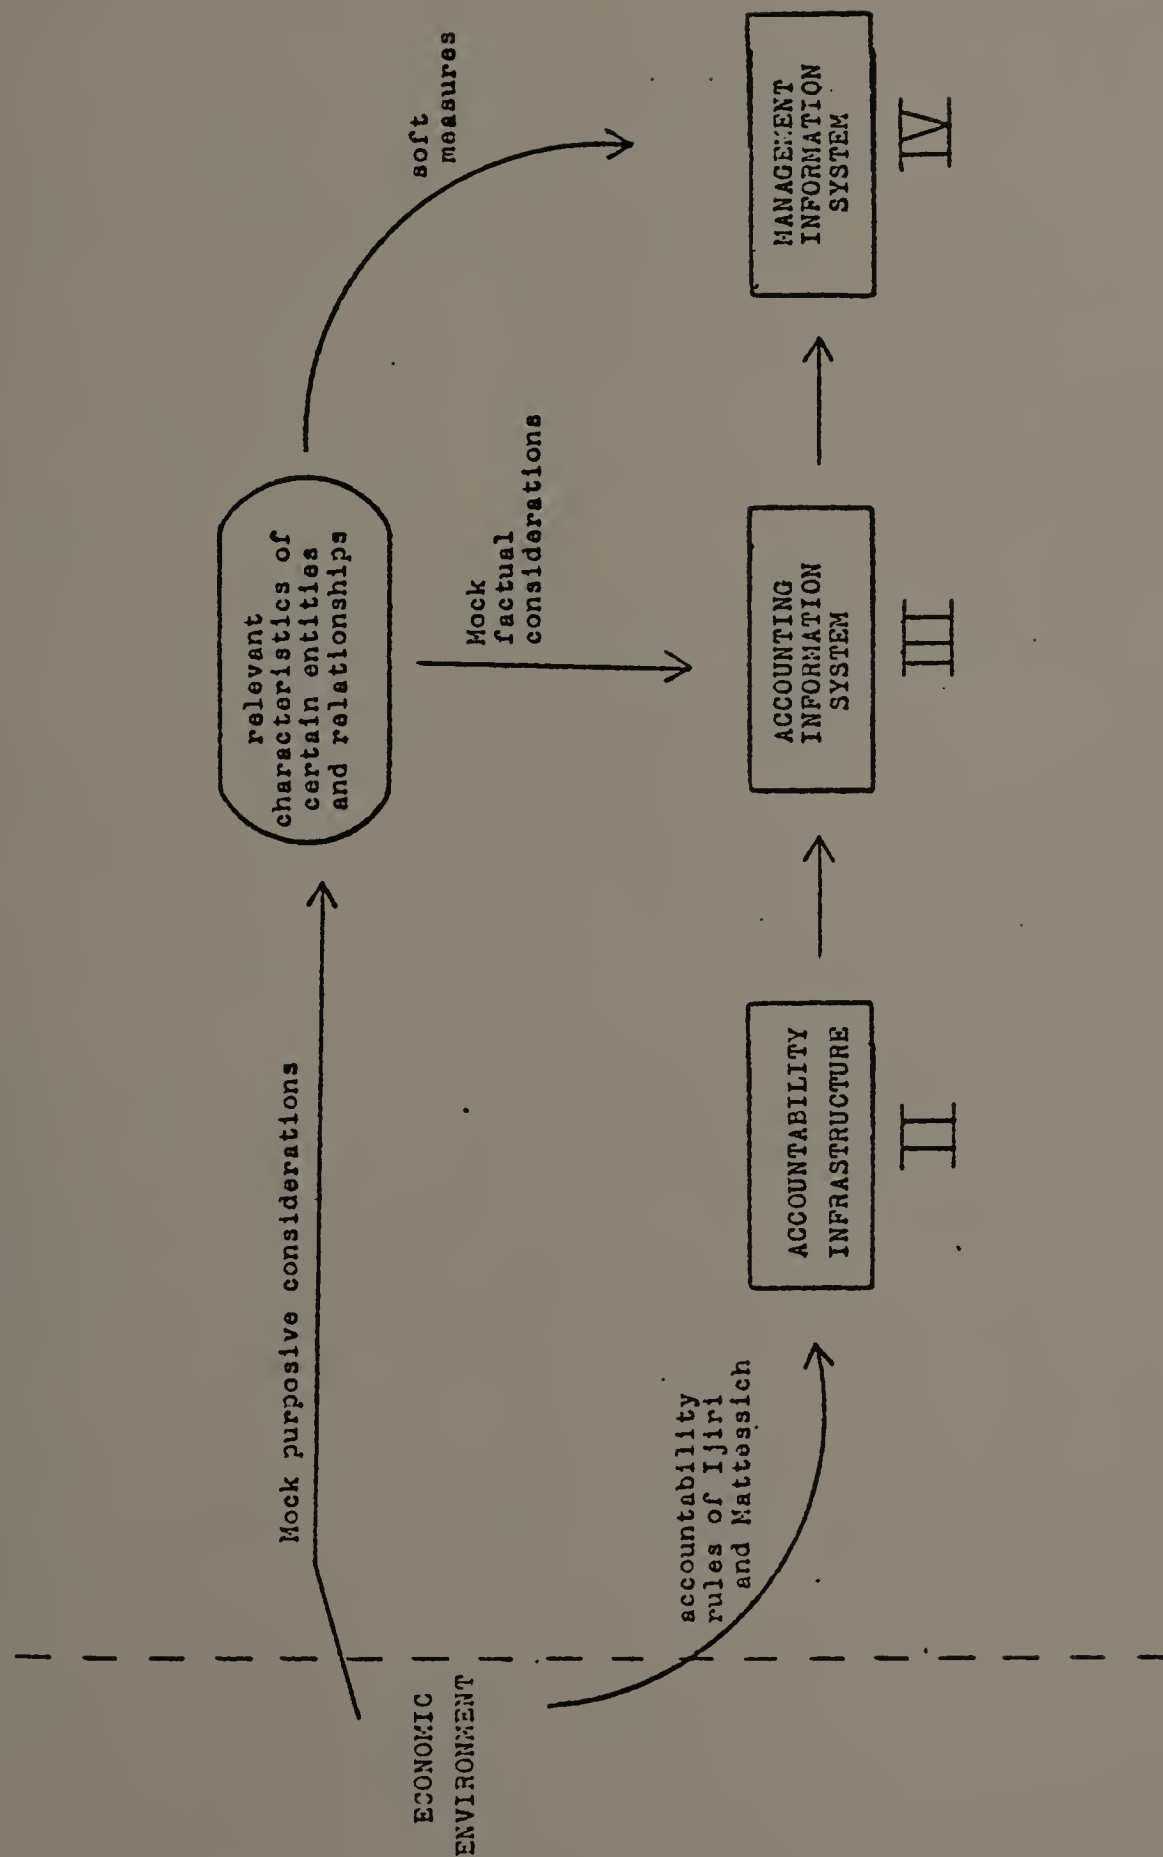 ECONOMIC
ENVIRONMENT
Mock purposive considerations
relevant
characteristics of
certain entities
and relationships
soft
measures
Mock
factual
considerations
accountability
rules of Ijiri
and Mattessich
ACCOUNTABILITY
INFRASTRUCTURE
II
ACCOUNTING
INFORMATION
SYSTEM
III
MANAGEMENT
INFORMATION
SYSTEM
IV